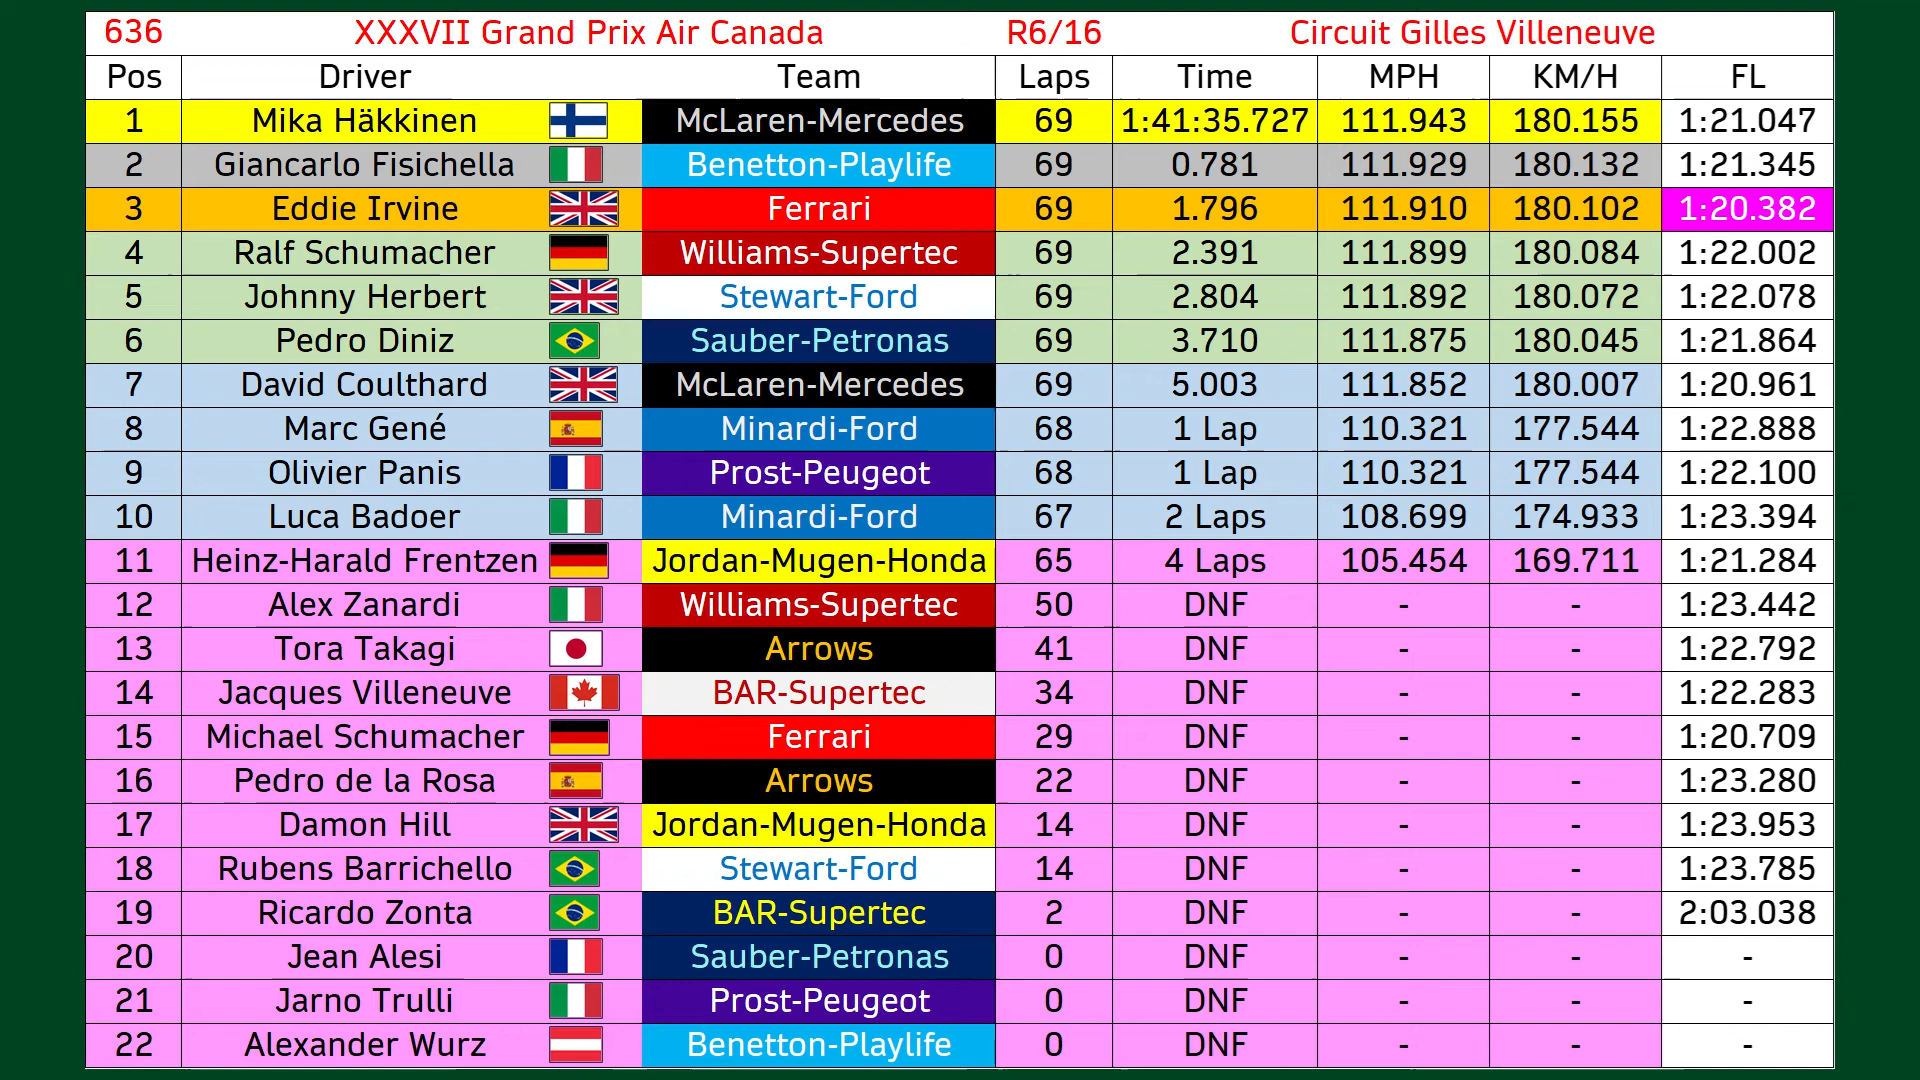 636 XXXVII Grand Prix Air Canada R6/16 Circuit Gilles Villeneuve
Pos Driver Team Laps Time MPH KM/H FL
1 Mika Häkkinen McLaren-Mercedes 69 1:41:35.727 111.943 180.155 1:21.047
2 Giancarlo Fisichella Benetton-Playlife 69 0.781 111.929 180.132 1:21.345
3 Eddie Irvine Ferrari 69 1.796 111.910 180.102 1:20.382
4 Ralf Schumacher Williams-Supertec 69 2.391 111.899 180.084 1:22.002
5 Johnny Herbert Stewart-Ford 69 2.804 111.892 180.072 1:22.078
6 Pedro Diniz Sauber-Petronas 69 3.710 111.875 180.045 1:21.864
7 David Coulthard McLaren-Mercedes 69 5.003 111.852 180.007 1:20.961
8 Marc Gené Minardi-Ford 68 1 Lap 110.321 177.544 1:22.888
9 Olivier Panis Prost-Peugeot 68 1 Lap 110.321 177.544 1:22.100
10 Luca Badoer Minardi-Ford 67 2 Laps 108.699 174.933 1:23.394
11 Heinz-Harald Frentzen Jordan-Mugen-Honda 65 4 Laps 105.454 169.711 1:21.284
12 Alex Zanardi Williams-Supertec 50 DNF - - 1:23.442
13 Tora Takagi Arrows 41 DNF - - 1:22.792
14 Jacques Villeneuve BAR-Supertec 34 DNF - - 1:22.283
15 Michael Schumacher Ferrari 29 DNF - - 1:20.709
16 Pedro de la Rosa Arrows 22 DNF - - 1:23.280
17 Damon Hill Jordan-Mugen-Honda 14 DNF - - 1:23.953
18 Rubens Barrichello Stewart-Ford 14 DNF - - 1:23.785
19 Ricardo Zonta BAR-Supertec 2 DNF - - 2:03.038
20 Jean Alesi Sauber-Petronas 0 DNF - - -
21 Jarno Trulli Prost-Peugeot 0 DNF - - -
22 Alexander Wurz Benetton-Playlife 0 DNF - - -